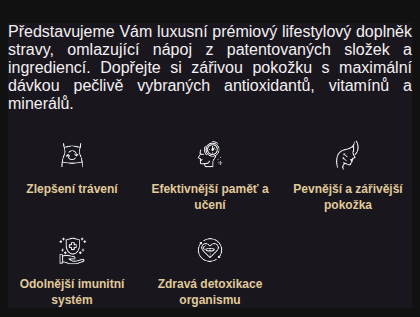 Představujeme Vám luxusní prémiový lifestylový doplněk
stravy, omlazující nápoj z patentovaných složek a
ingrediencí. Dopřejte si zářivou pokožku s maximální
dávkou pečlivě vybraných antioxidantů, vitamínů a
minerálů.
Zlepšení trávení
Efektivnější paměť a
učení
Pevnější a zářivější
pokožka
Odolnější imunitní
systém
Zdravá detoxikace
organismu